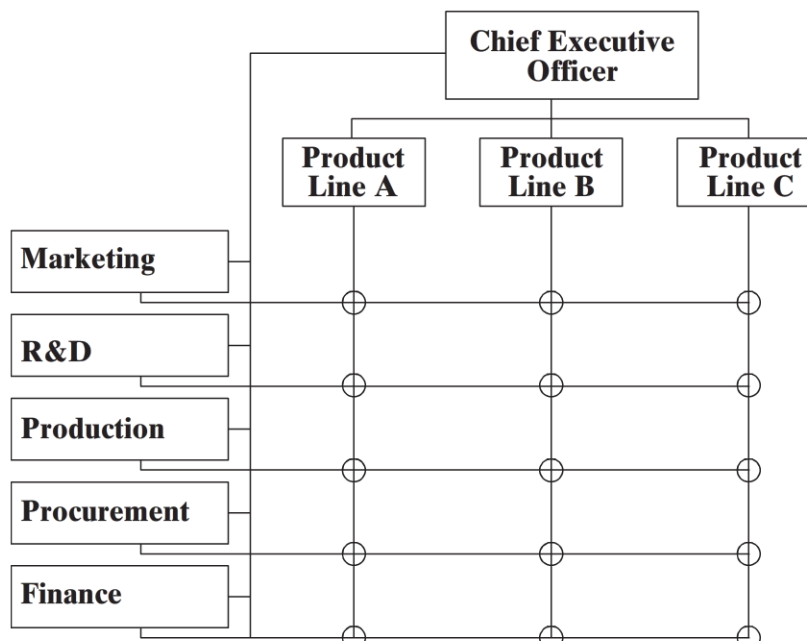 Chief Executive
Officer
Product
Line A
Product
Line B
Product
Line C
Marketing
R&D
Production
Procurement
Finance